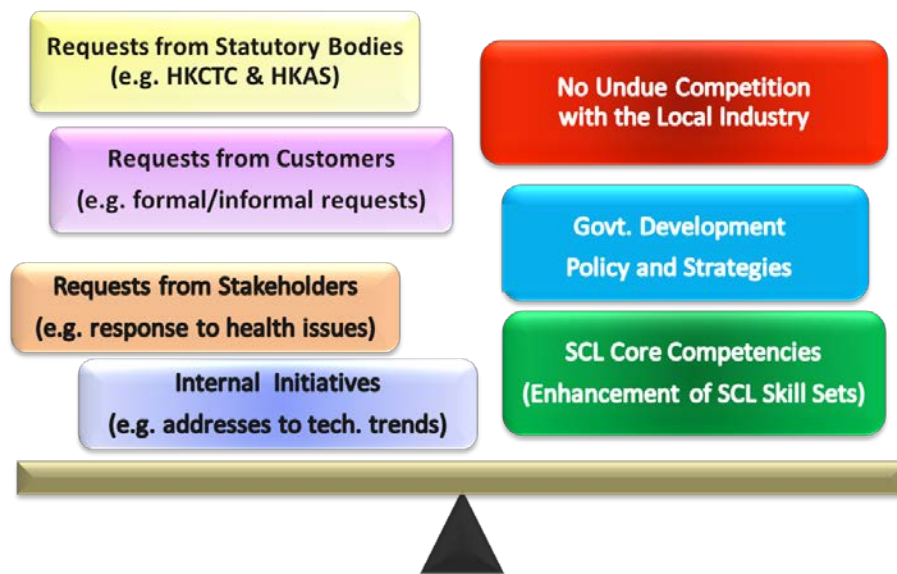 Requests from Statutory Bodies
(e.g. HKCTC & HKAS)
Requests from Customers
(e.g. formal/informal requests)
Requests from Stakeholders
(e.g. response to health issues)
Internal Initiatives
(e.g. addresses to tech. trends)
No Undue Competition
with the Local Industry
Govt. Development
Policy and Strategies
SCL Core Competencies
(Enhancement of SCL Skill Sets)